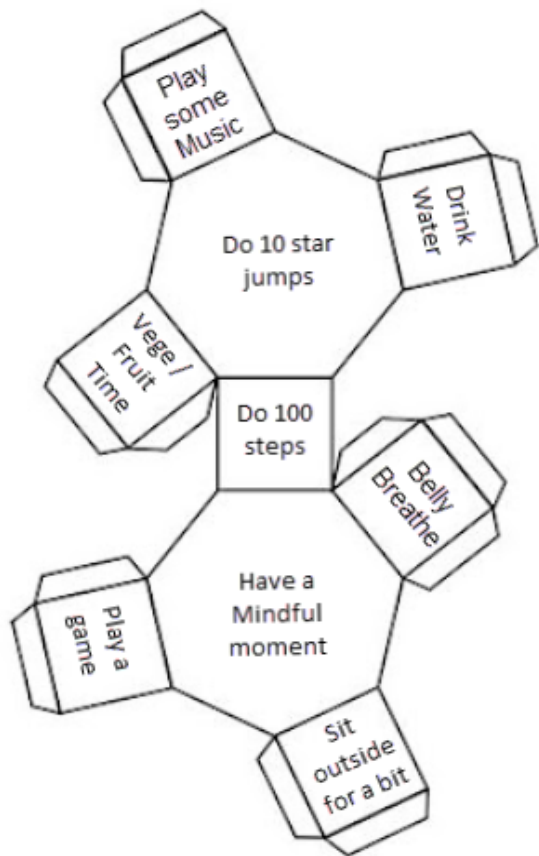 Play
some
Music
Drink
Water
Do 10 star
jumps
Vege /
Fruit
Time
Do 100
steps
Belly
Breathe
Have a
Mindful
moment
Play a
game
Sit
outside
for a bit